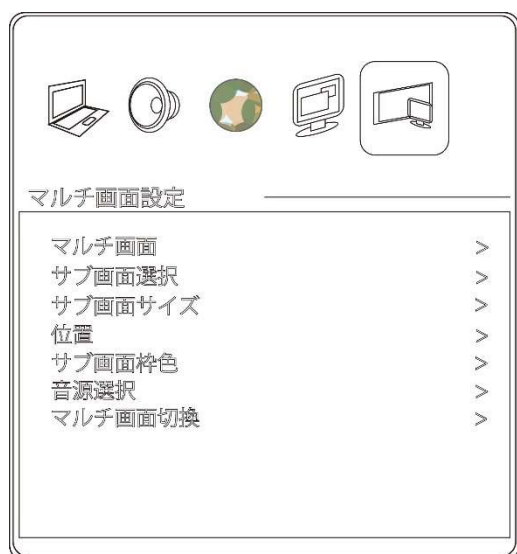 マルチ画面設定
マルチ画面 >
サブ画面選択 >
サブ画面サイズ >
位置 >
サブ画面枠色 >
音源選択 >
マルチ画面切換 >